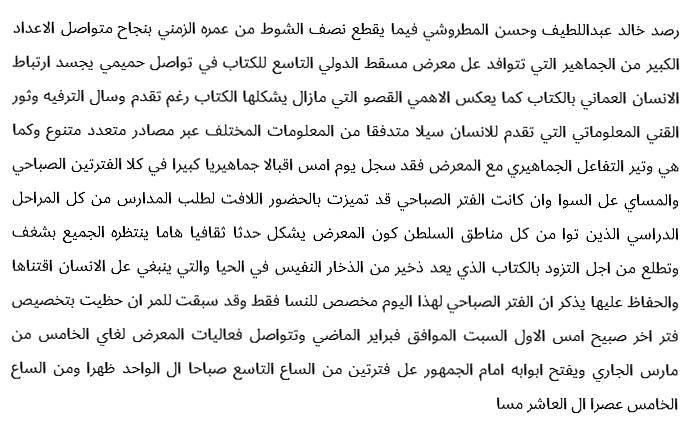 رصد خالد عبداللطيف وحسن المطروشي فيما يقطع نصف الشوط من عمره الزمني بنجاح متواصل الاعداد
الكبير من الجماهير التي تتوافد عل معرض مسقط الدولي التاسع للكتاب في تواصل حميمي يجسد ارتباط
الانسان العماني بالكتاب كما يعكس الاهمي القصو التي مازال يشكلها الكتاب رغم تقدم وسال الترفيه وثور
القني المعلوماتي التي تقدم للانسان سيلا متدفقا من المعلومات المختلف عبر مصادر متعدد متنوع وكما
هي وتير التفاعل الجماهيري مع المعرض فقد سجل يوم امس اقبالا جماهيريا كبيرا في كلا الفترتين الصباحي
والمساي عل السوا وان كانت الفتر الصباحي قد تميزت بالحضور اللافت لطلب المدارس من كل المراحل
الدراسي الذين توا من كل مناطق السلطن كون المعرض يشكل حدثا ثقافيا هاما ينتظره الجميع بشغف
وتطلع من اجل التزود بالكتاب الذي يعد ذخير من الذخار النفيس في الحيا والتي ينبغي عل الانسان اقتناها
والحفاظ عليها يذكر ان الفتر الصباحي لهذا اليوم مخصص للنسا فقط وقد سبقت للمر ان حظيت بتخصيص
فتر اخر صبيح امس الاول السبت الموافق فبراير الماضي وتتواصل فعاليات المعرض لغاي الخامس من
مارس الجاري ويفتح ابوابه امام الجمهور عل فترتين من الساع التاسع صباحا ال الواحد ظهرا ومن الساع
الخامس عصرا ال العاشر مسا